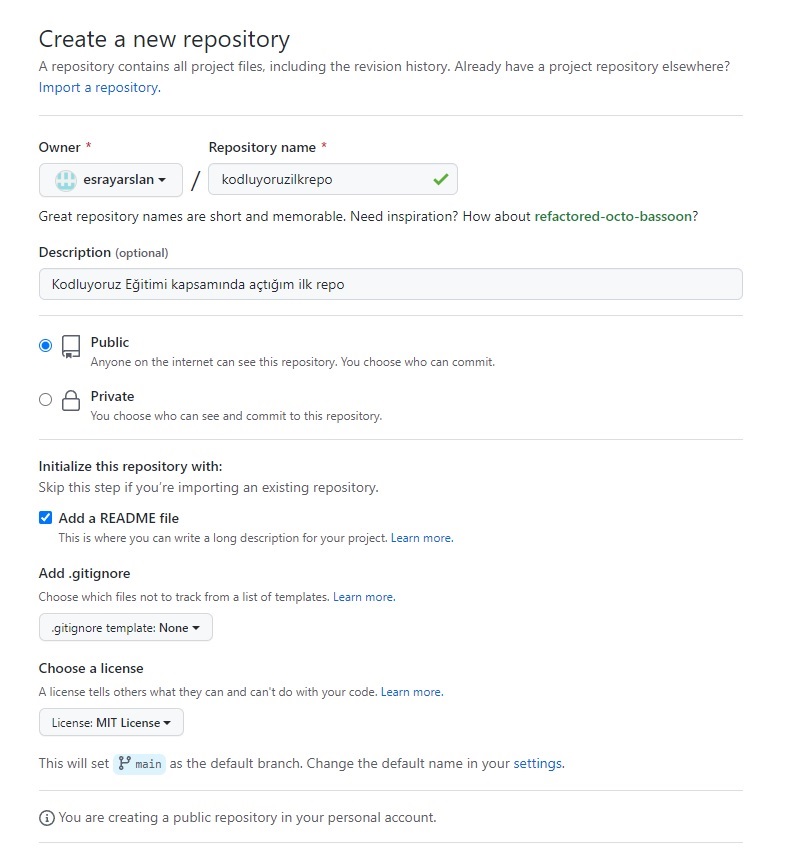 Create a new repository
A repository contains all project files, including the revision history. Already have a project repository elsewhere?
Import a repository.
Owner *
Repository name *
esrayarslan / kodluyoruzilkrepo
Great repository names are short and memorable. Need inspiration? How about refactored-octo-bassoon?
Description (optional)
Kodluyoruz Eğitimi kapsamında açtığım ilk repo
Public
Anyone on the internet can see this repository. You choose who can commit.
Private
You choose who can see and commit to this repository.
Initialize this repository with:
Skip this step if you're importing an existing repository.
Add a README file
This is where you can write a long description for your project. Learn more.
Add .gitignore
Choose which files not to track from a list of templates. Learn more.
.gitignore template: None
Choose a license
A license tells others what they can and can't do with your code. Learn more.
License: MIT License
This will set main as the default branch. Change the default name in your settings.
You are creating a public repository in your personal account.